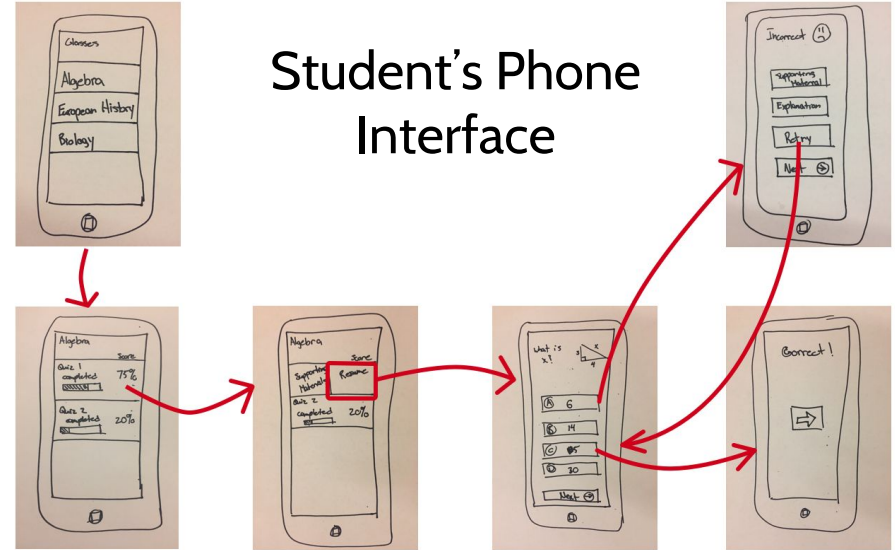 Student's Phone
Interface
Classes
Algebra
European History
Biology
Algebra
Score
Quiz 1
completed
75%
Quiz 2
completed
20%
Algebra
Score
Supporting
Materials
Resume
Quiz 2
completed
20%
what is
x?
x
3
4
A 6
B 14
C 5
D 30
Next
Incorrect
Supporting
Material
Explanation
Retry
Next
Correct!